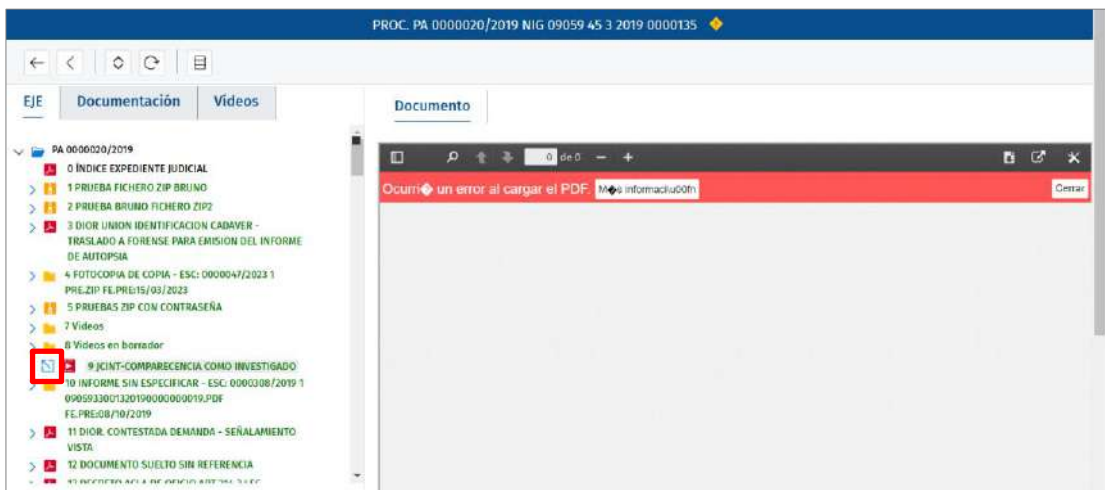 PROC. PA 0000020/2019 NIG 09059 45 3 2019 0000135
EJE Documentación Vídeos
Documento
PA 0000020/2019
0 ÍNDICE EXPEDIENTE JUDICIAL
1 PRUEBA FICHERO ZIP BRUNO
2 PRUEBA BRUNO FICHERO ZIP2
3 DIOR UNION IDENTIFICACION CADAVER -
TRASLADO A FORENSE PARA EMISION DEL INFORME
DE AUTOPSIA
4 FOTOCOPIA DE COPIA - ESC: 0000047/2023 1
PRE.ZIP FE.PRE:15/03/2023
5 PRUEBAS ZIP CON CONTRASEÑA
7 Videos
8 Videos en borrador
9 JCINT-COMPARECENCIA COMO INVESTIGADO
10 INFORME SIN ESPECIFICAR - ESC: 0000308/2019 1
FE.PRE:08/10/2019
11 DIOR. CONTESTADA DEMANDA - SEÑALAMIENTO
VISTA
12 DOCUMENTO SUELTO SIN REFERENCIA
0 de 0
Ocurri� un error al cargar el PDF. M�s informaci\u00fn
Cerrar